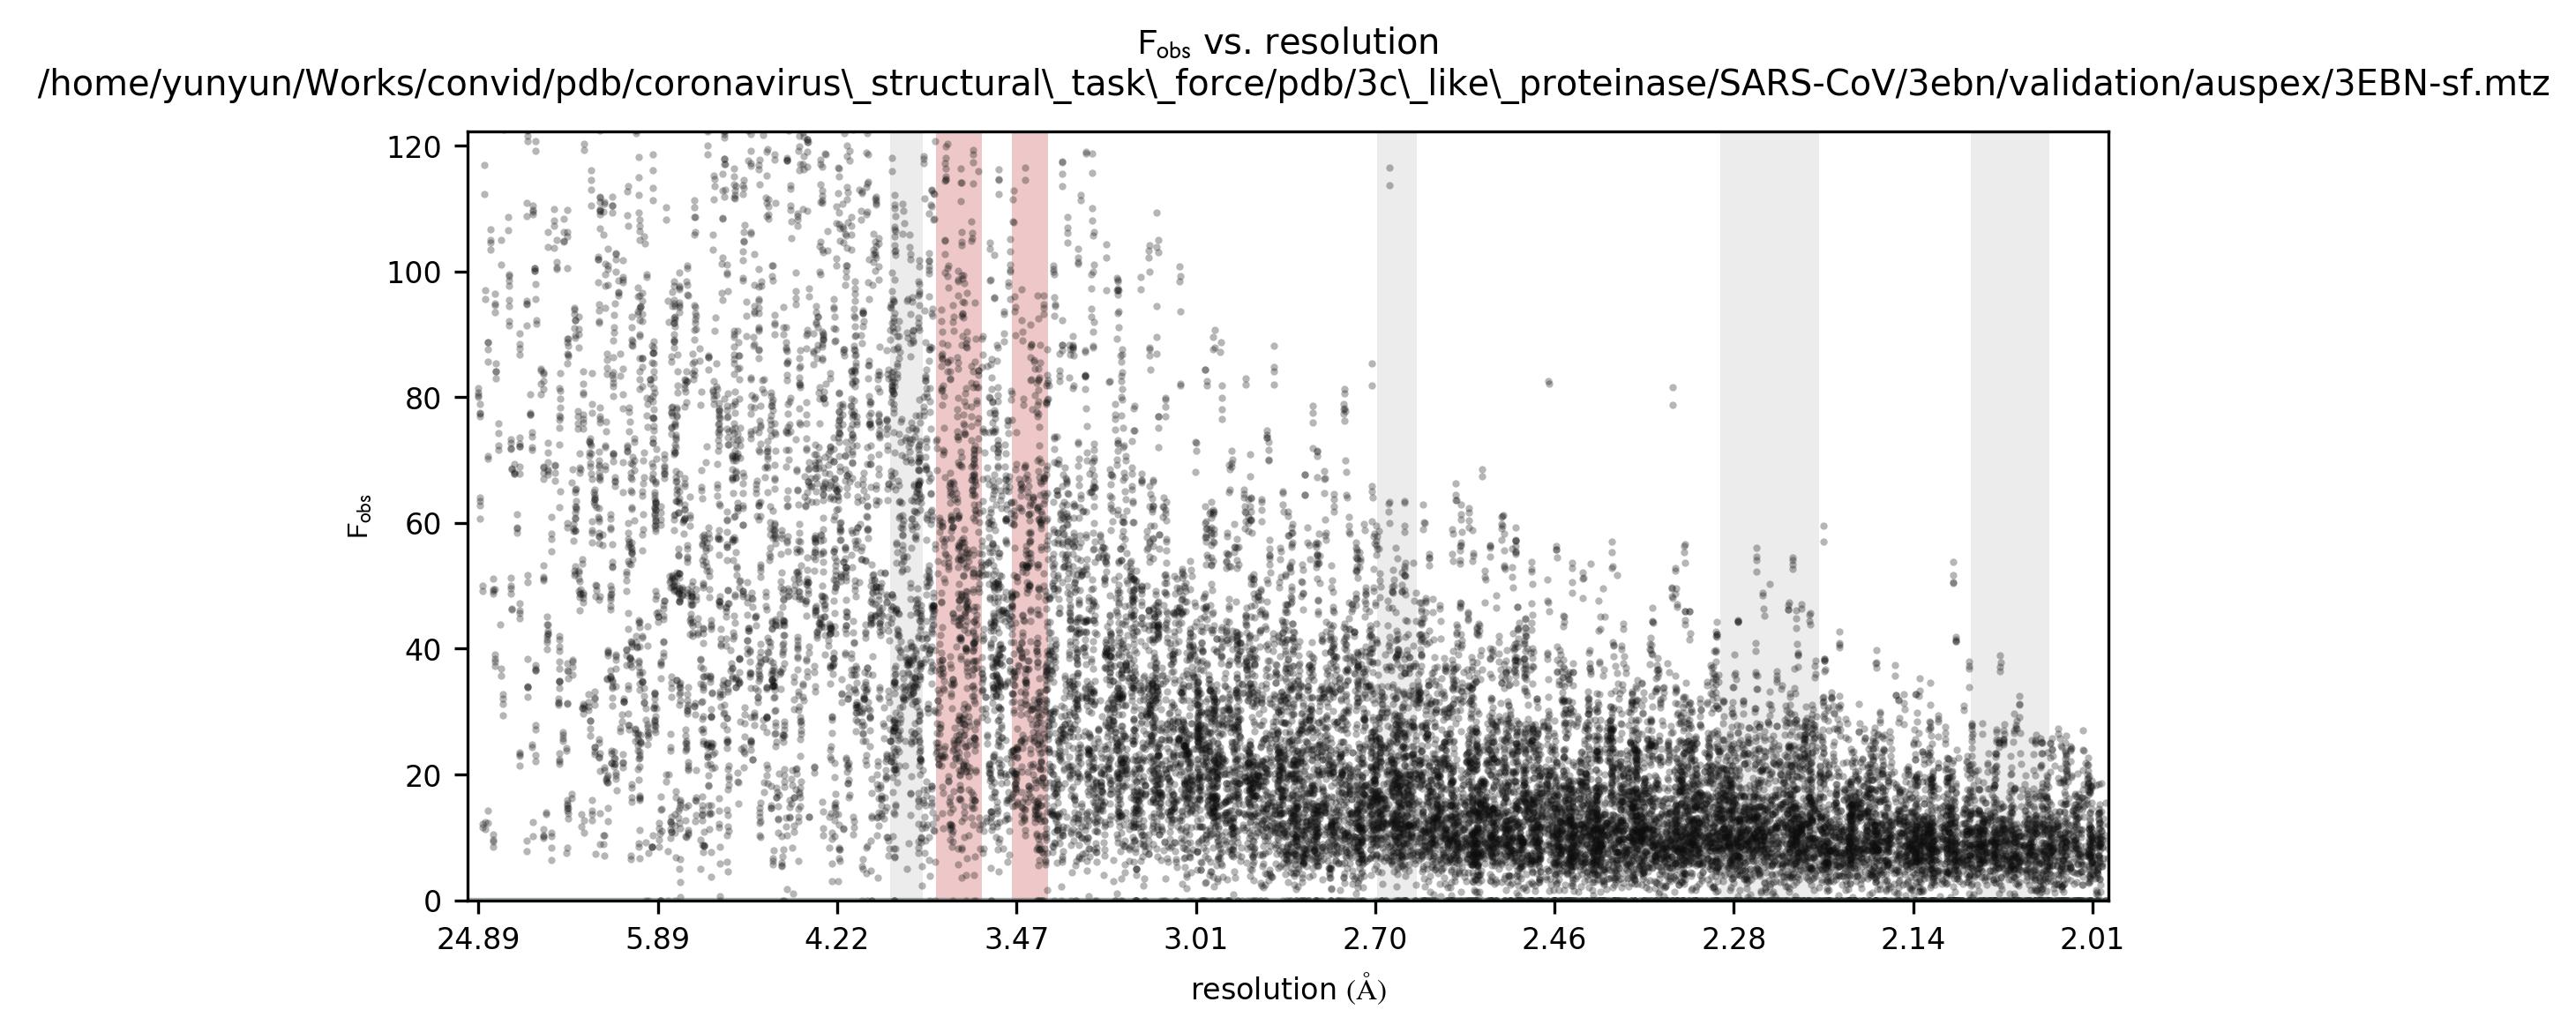 F_obs vs. resolution
/home/yunyun/Works/convid/pdb/coronavirus\_structural\_task\_force/pdb/3c\_like\_proteinase/SARS-CoV/3ebn/validation/auspex/3EBN-sf.mtz
120
100
80
60
40
20
0
F_obs
24.89 5.89 4.22 3.47 3.01 2.70 2.46 2.28 2.14 2.01
resolution (Å)